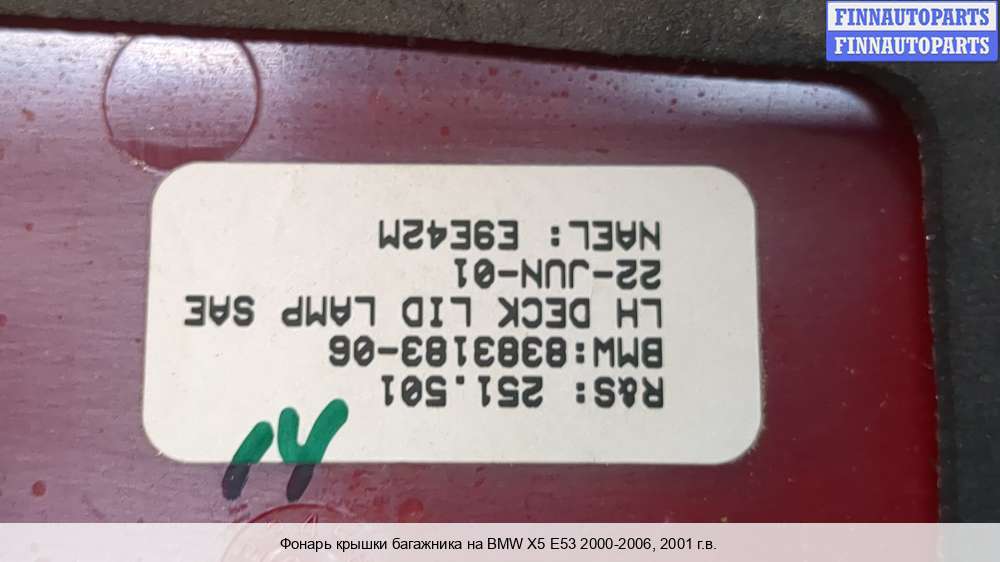 FINNAUTOPARTS
FINNAUTOPARTS
R&S: 251.501
BMW:8383183-06
LH DECK LID LAMP SAE
22-JUN-01
NAEL: E9E42M
Фонарь крышки багажника на BMW X5 E53 2000-2006, 2001 г.в.